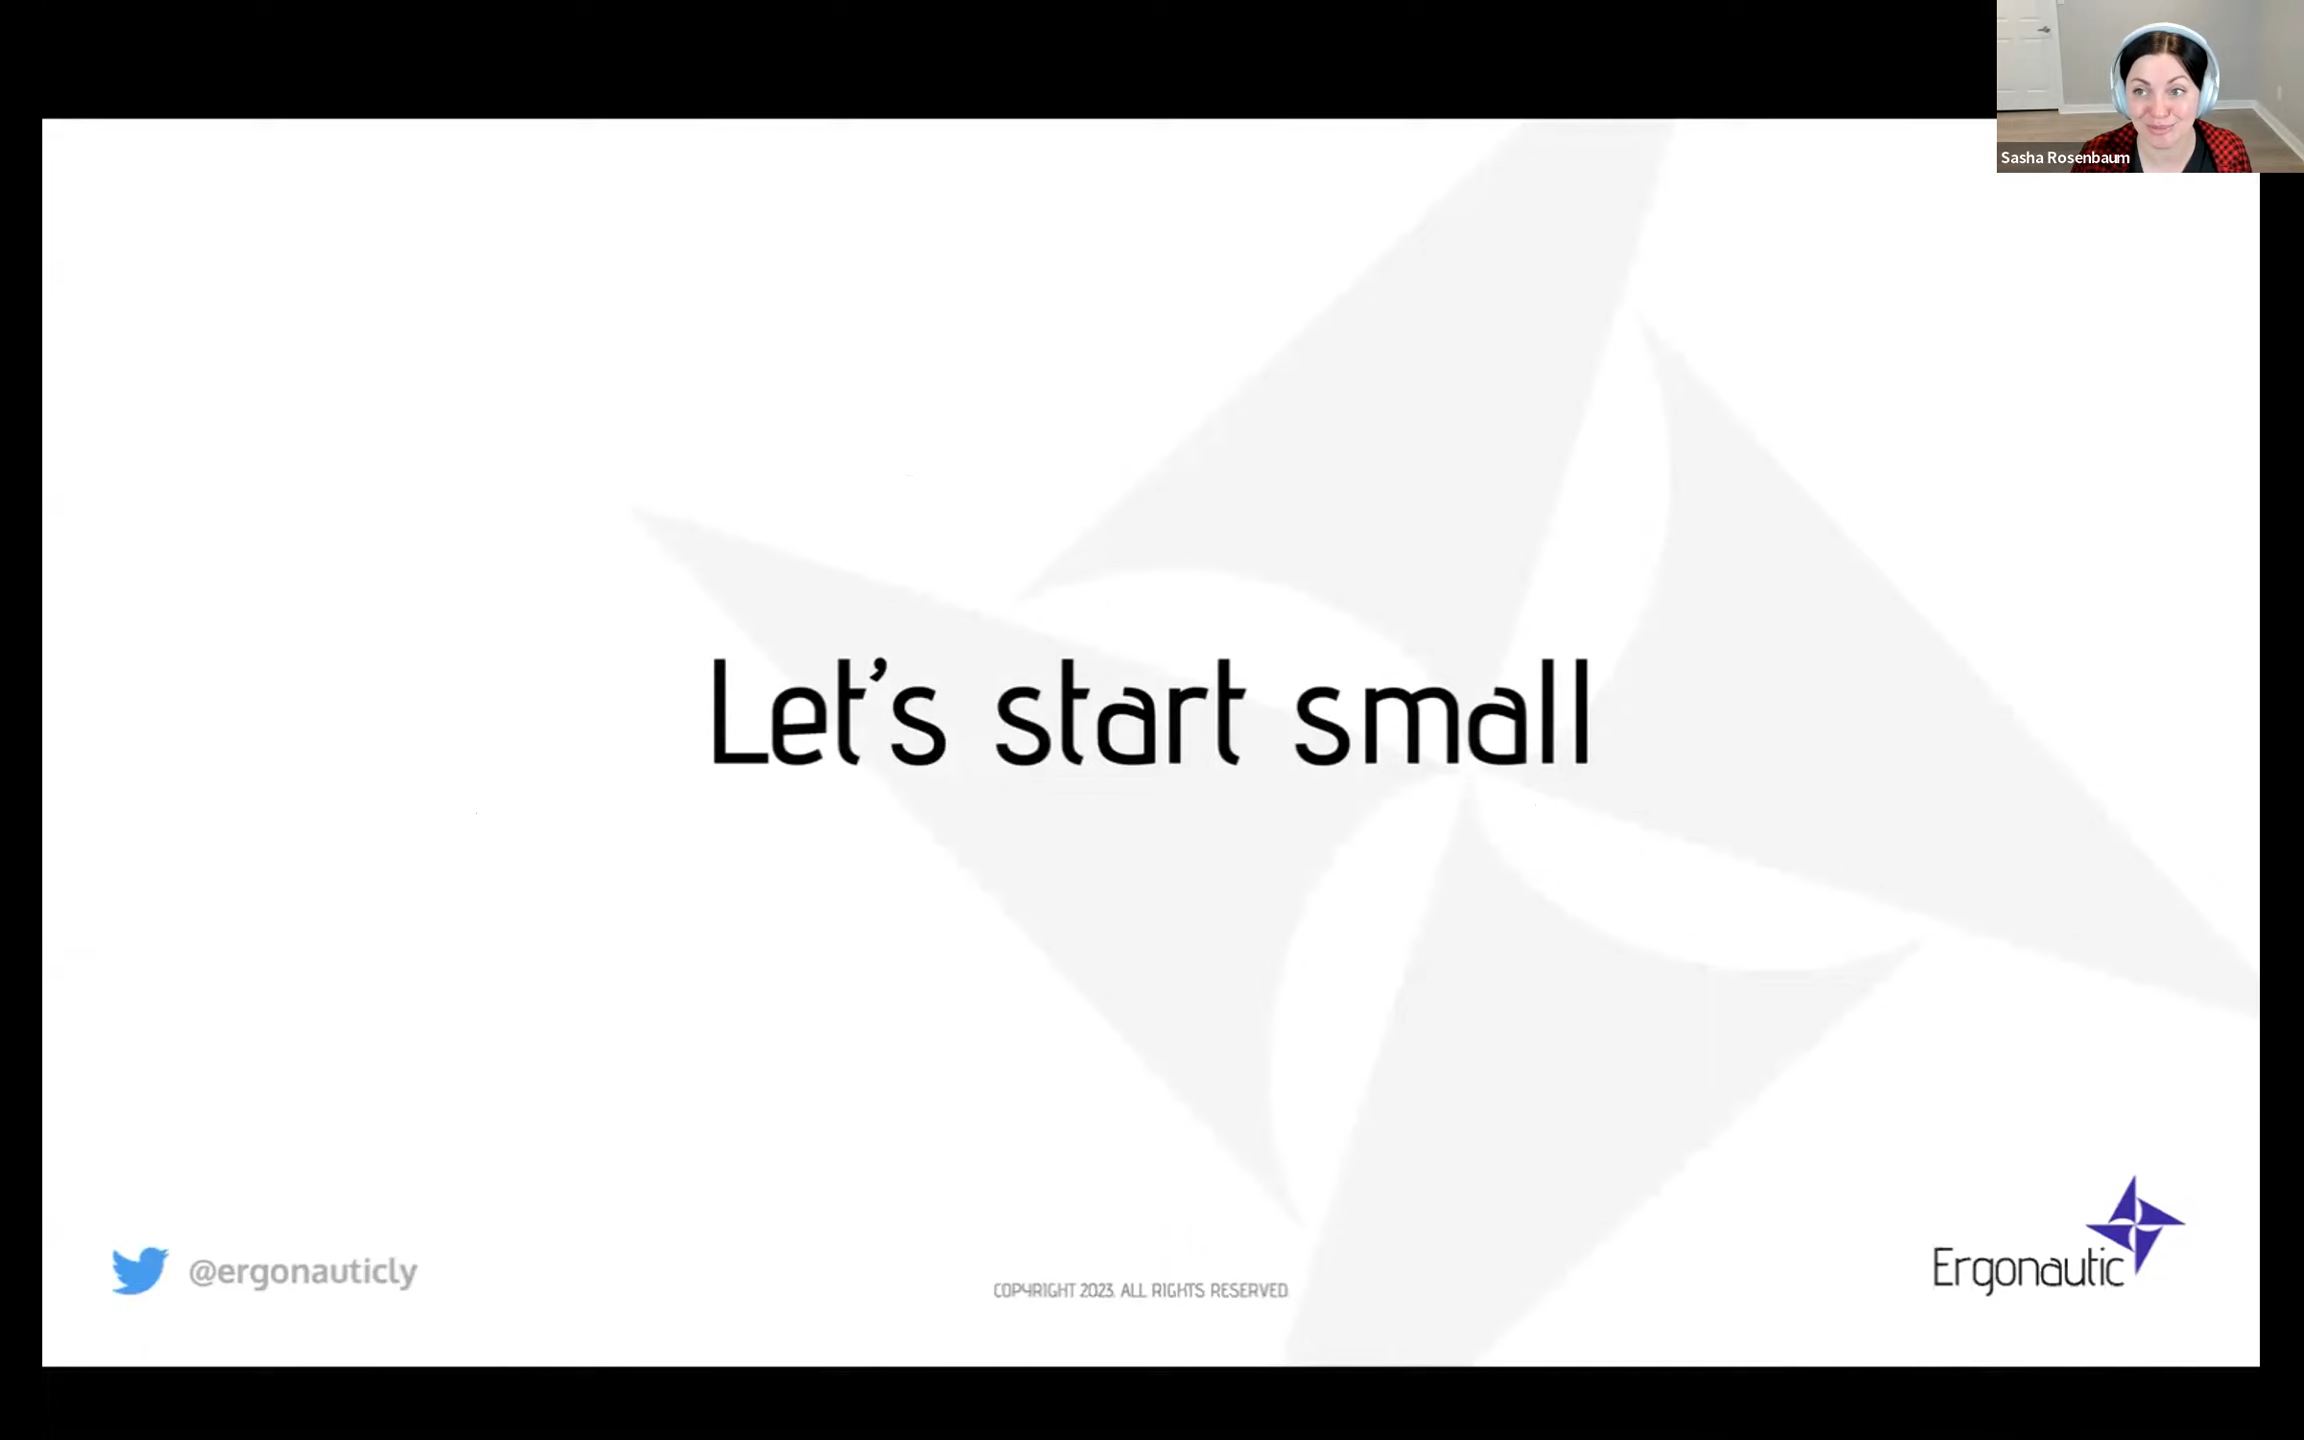 Sasha Rosenbaum
Let's start small
@ergonauticly
COPYRIGHT 2023. ALL RIGHTS RESERVED
Ergonautic